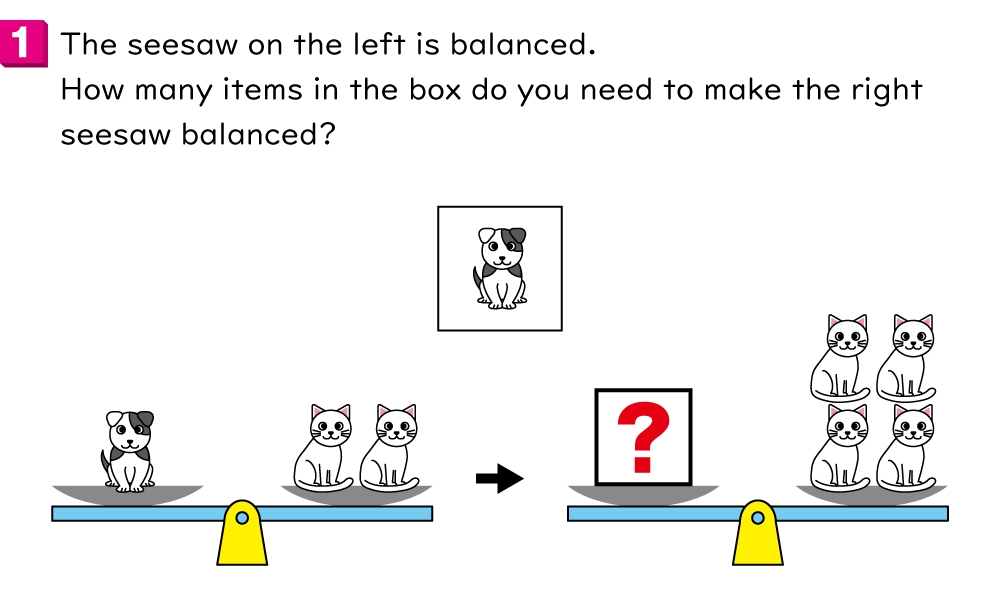 1 The seesaw on the left is balanced.
How many items in the box do you need to make the right
seesaw balanced?
?